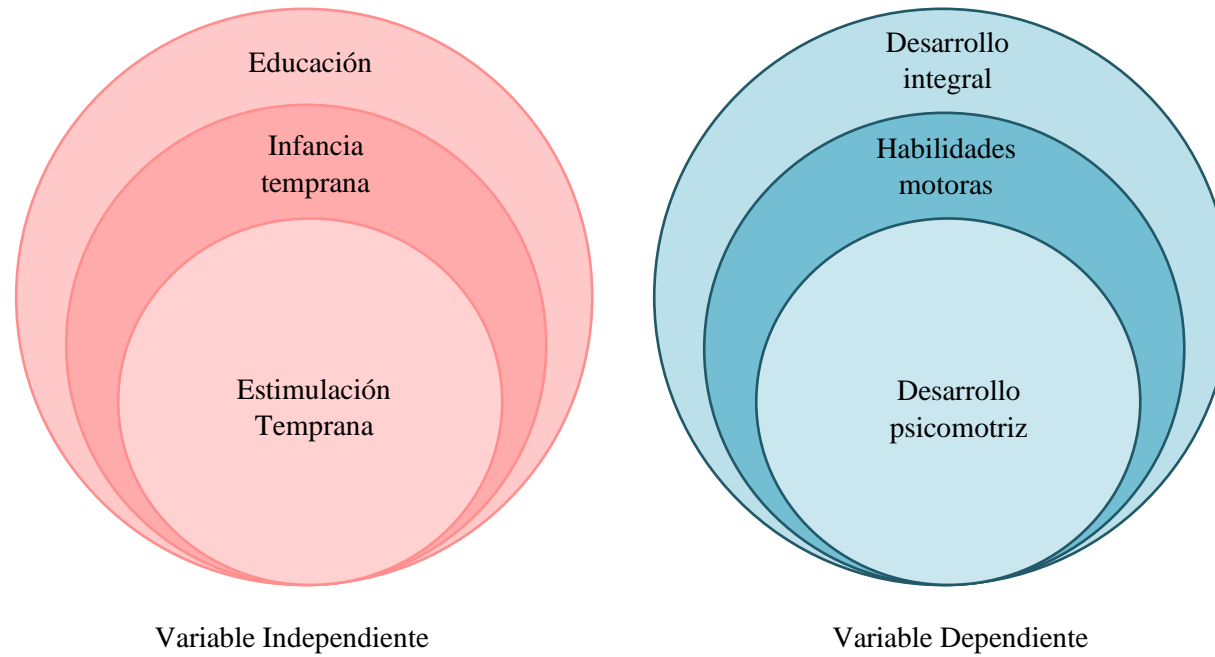 Educación
Infancia
temprana
Estimulación
Temprana
Variable Independiente
Desarrollo
integral
Habilidades
motoras
Desarrollo
psicomotriz
Variable Dependiente